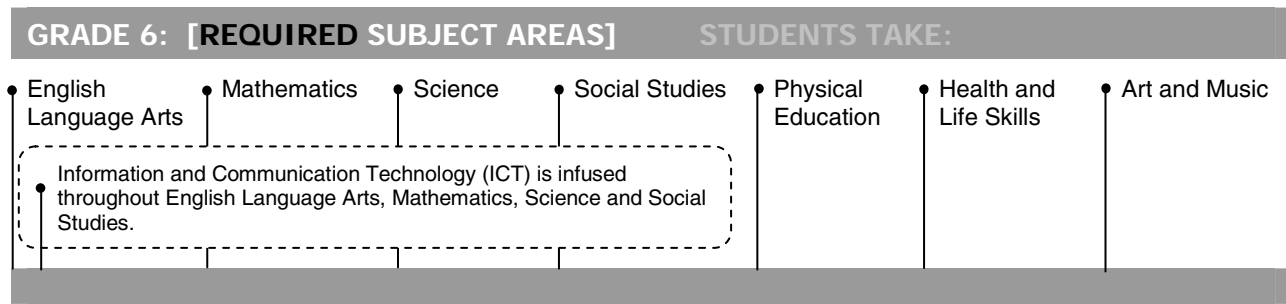 GRADE 6: [REQUIRED SUBJECT AREAS] STUDENTS TAKE:
English
Language Arts
Mathematics
Science
Social Studies
Physical
Education
Health and
Life Skills
Art and Music
Information and Communication Technology (ICT) is infused
throughout English Language Arts, Mathematics, Science and Social
Studies.